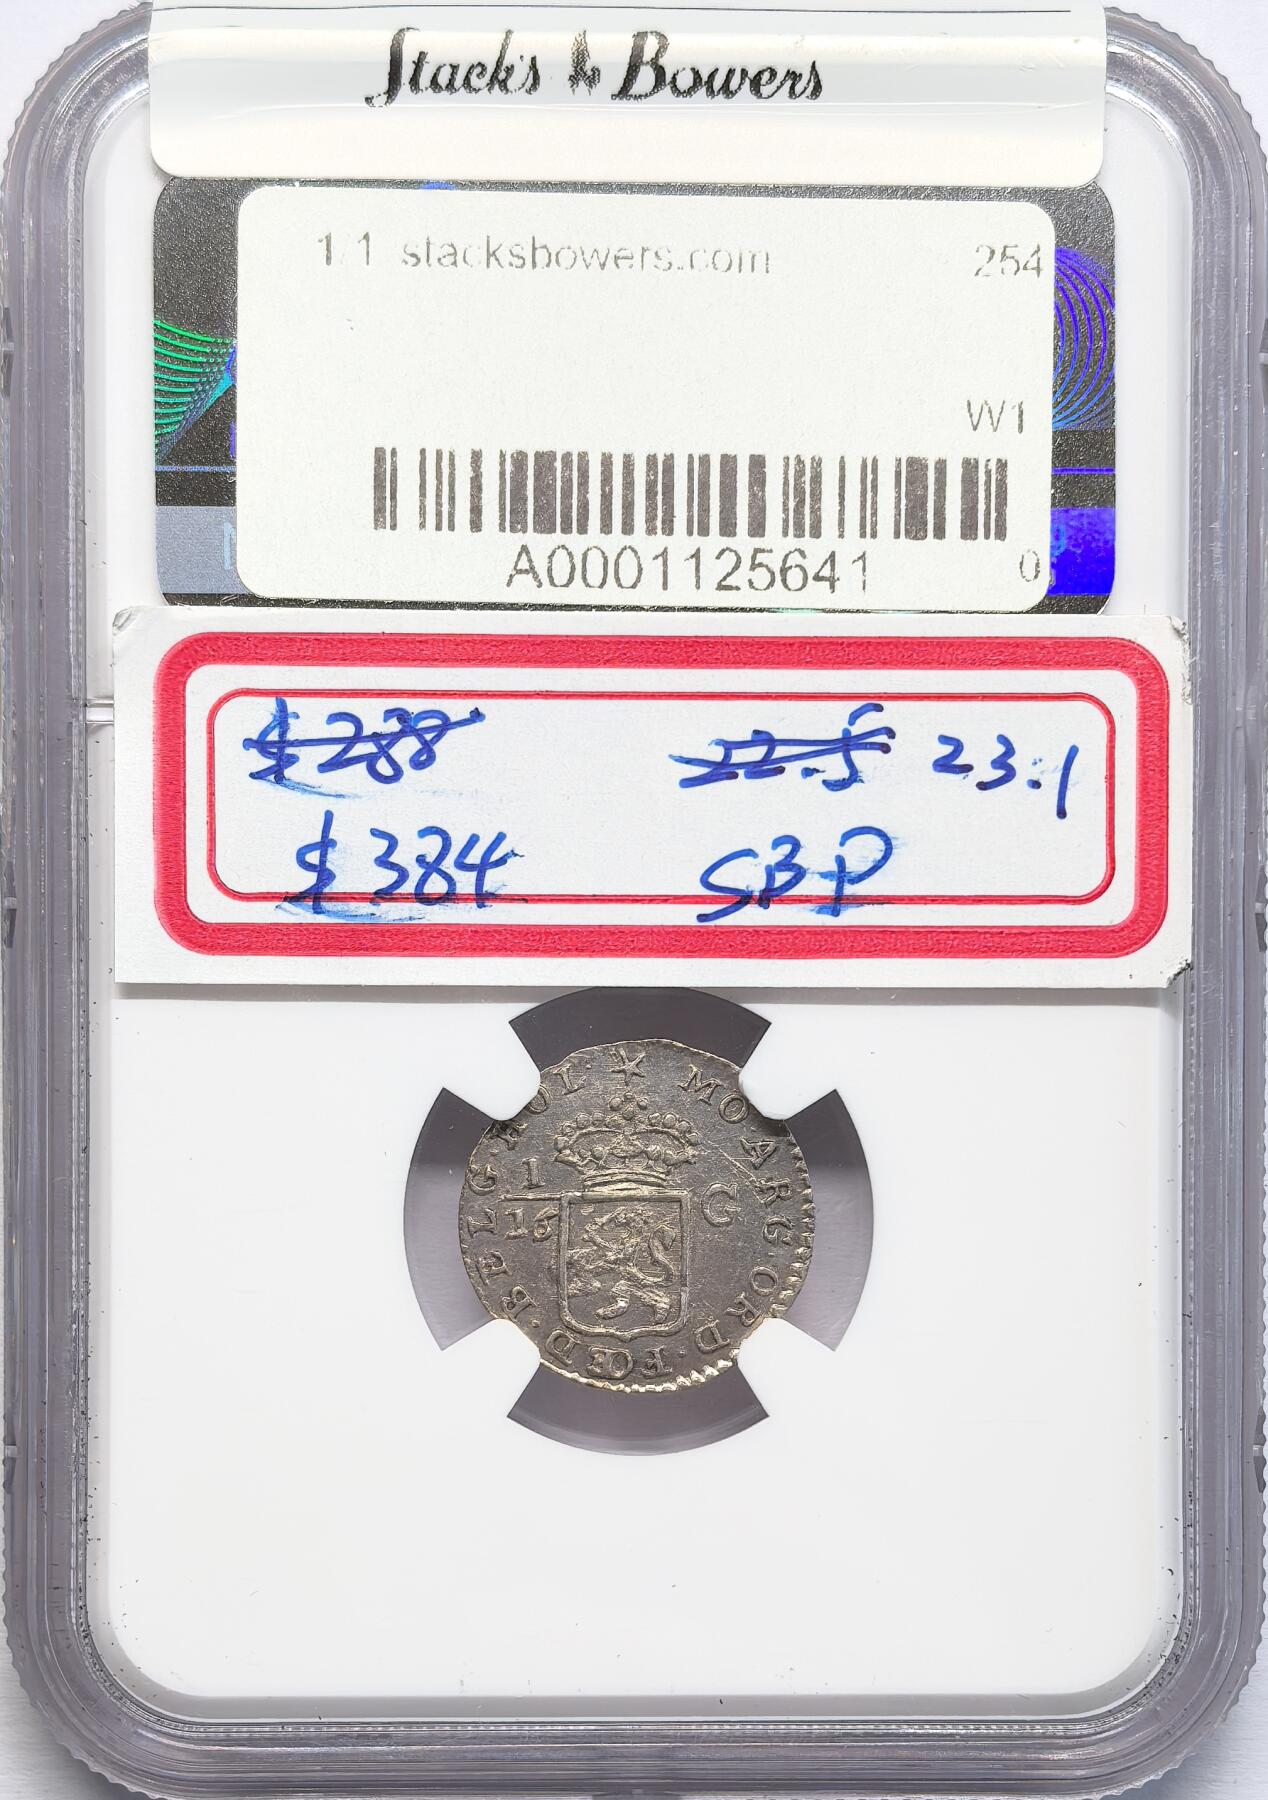 Stack's Bowers
1/1 stacksbowers.com 254
W1
A0001125641 0
$288 22.5 23.1
$384 SBP
MO·ARG·ORD·FŒD·BELG·HOL·
1
16 G